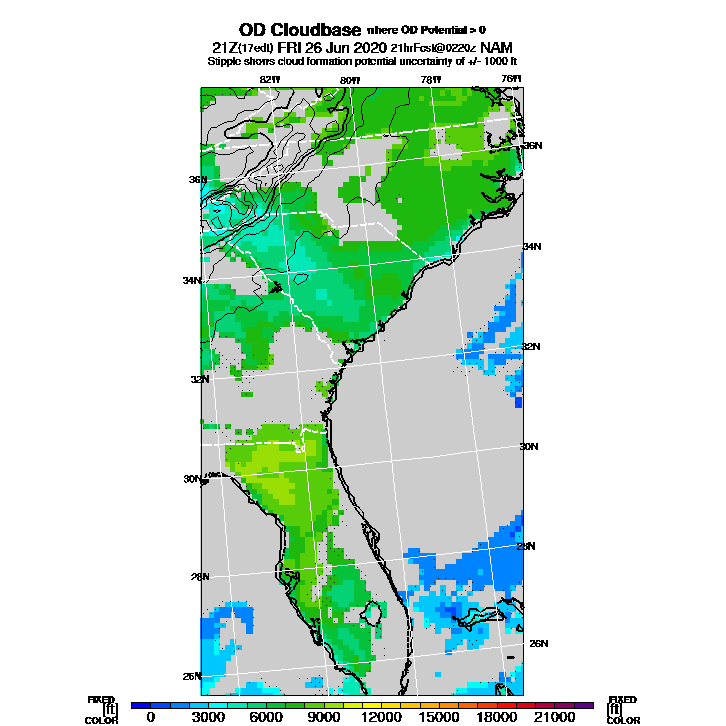 OD Cloudbase where OD Potential > 0
21Z(17edt) FRI 26 Jun 2020 21hrFcst@0220z NAM
Stipple shows cloud formation potential uncertainty of +/- 1000 ft
82W 80W 78W 76W
36N 36N
34N 34N
32N 32N
30N 30N
28N 28N
26N 26N
FIXED FIXED
[ft] [ft]
COLOR COLOR
0 3000 6000 9000 12000 15000 18000 21000